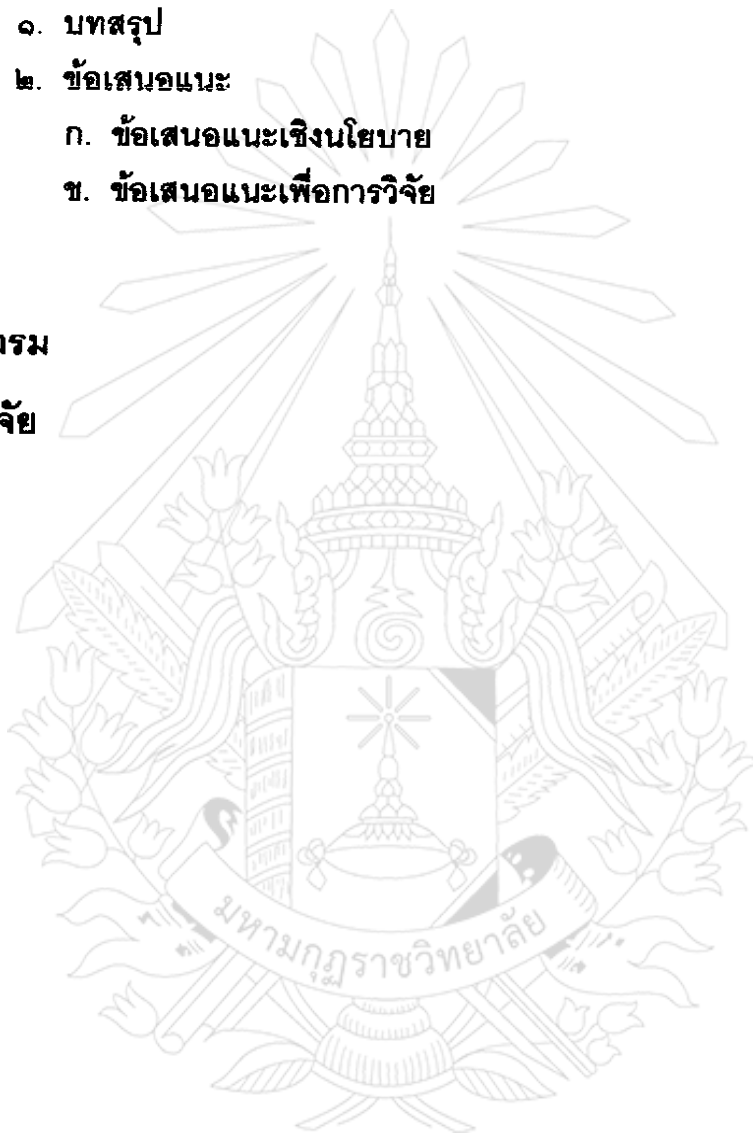 ๑. บทสรุป
๒. ข้อเสนอแนะ
ก. ข้อเสนอแนะเชิงนโยบาย
ช. ข้อเสนอแนะเพื่อการวิจัย
รรม
จัย
มหามกุฏราชวิทยาลัย